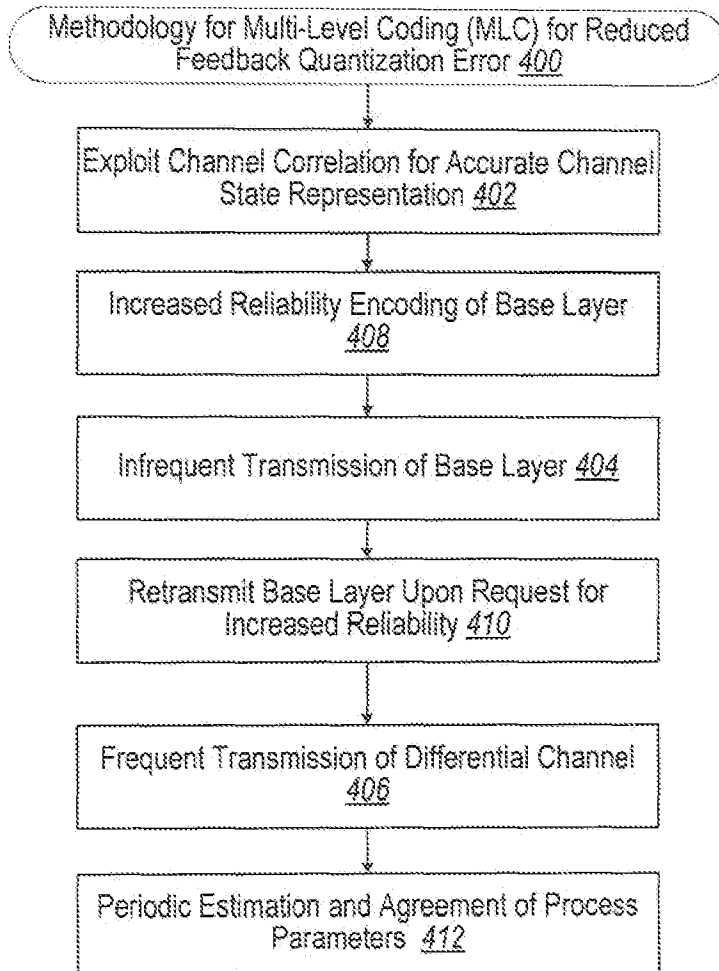 Methodology for Multi-Level Coding (MLC) for Reduced
Feedback Quantization Error 400
Exploit Channel Correlation for Accurate Channel
State Representation 402
Increased Reliability Encoding of Base Layer
408
Infrequent Transmission of Base Layer 404
Retransmit Base Layer Upon Request for
Increased Reliability 410
Frequent Transmission of Differential Channel
406
Periodic Estimation and Agreement of Process
Parameters 412